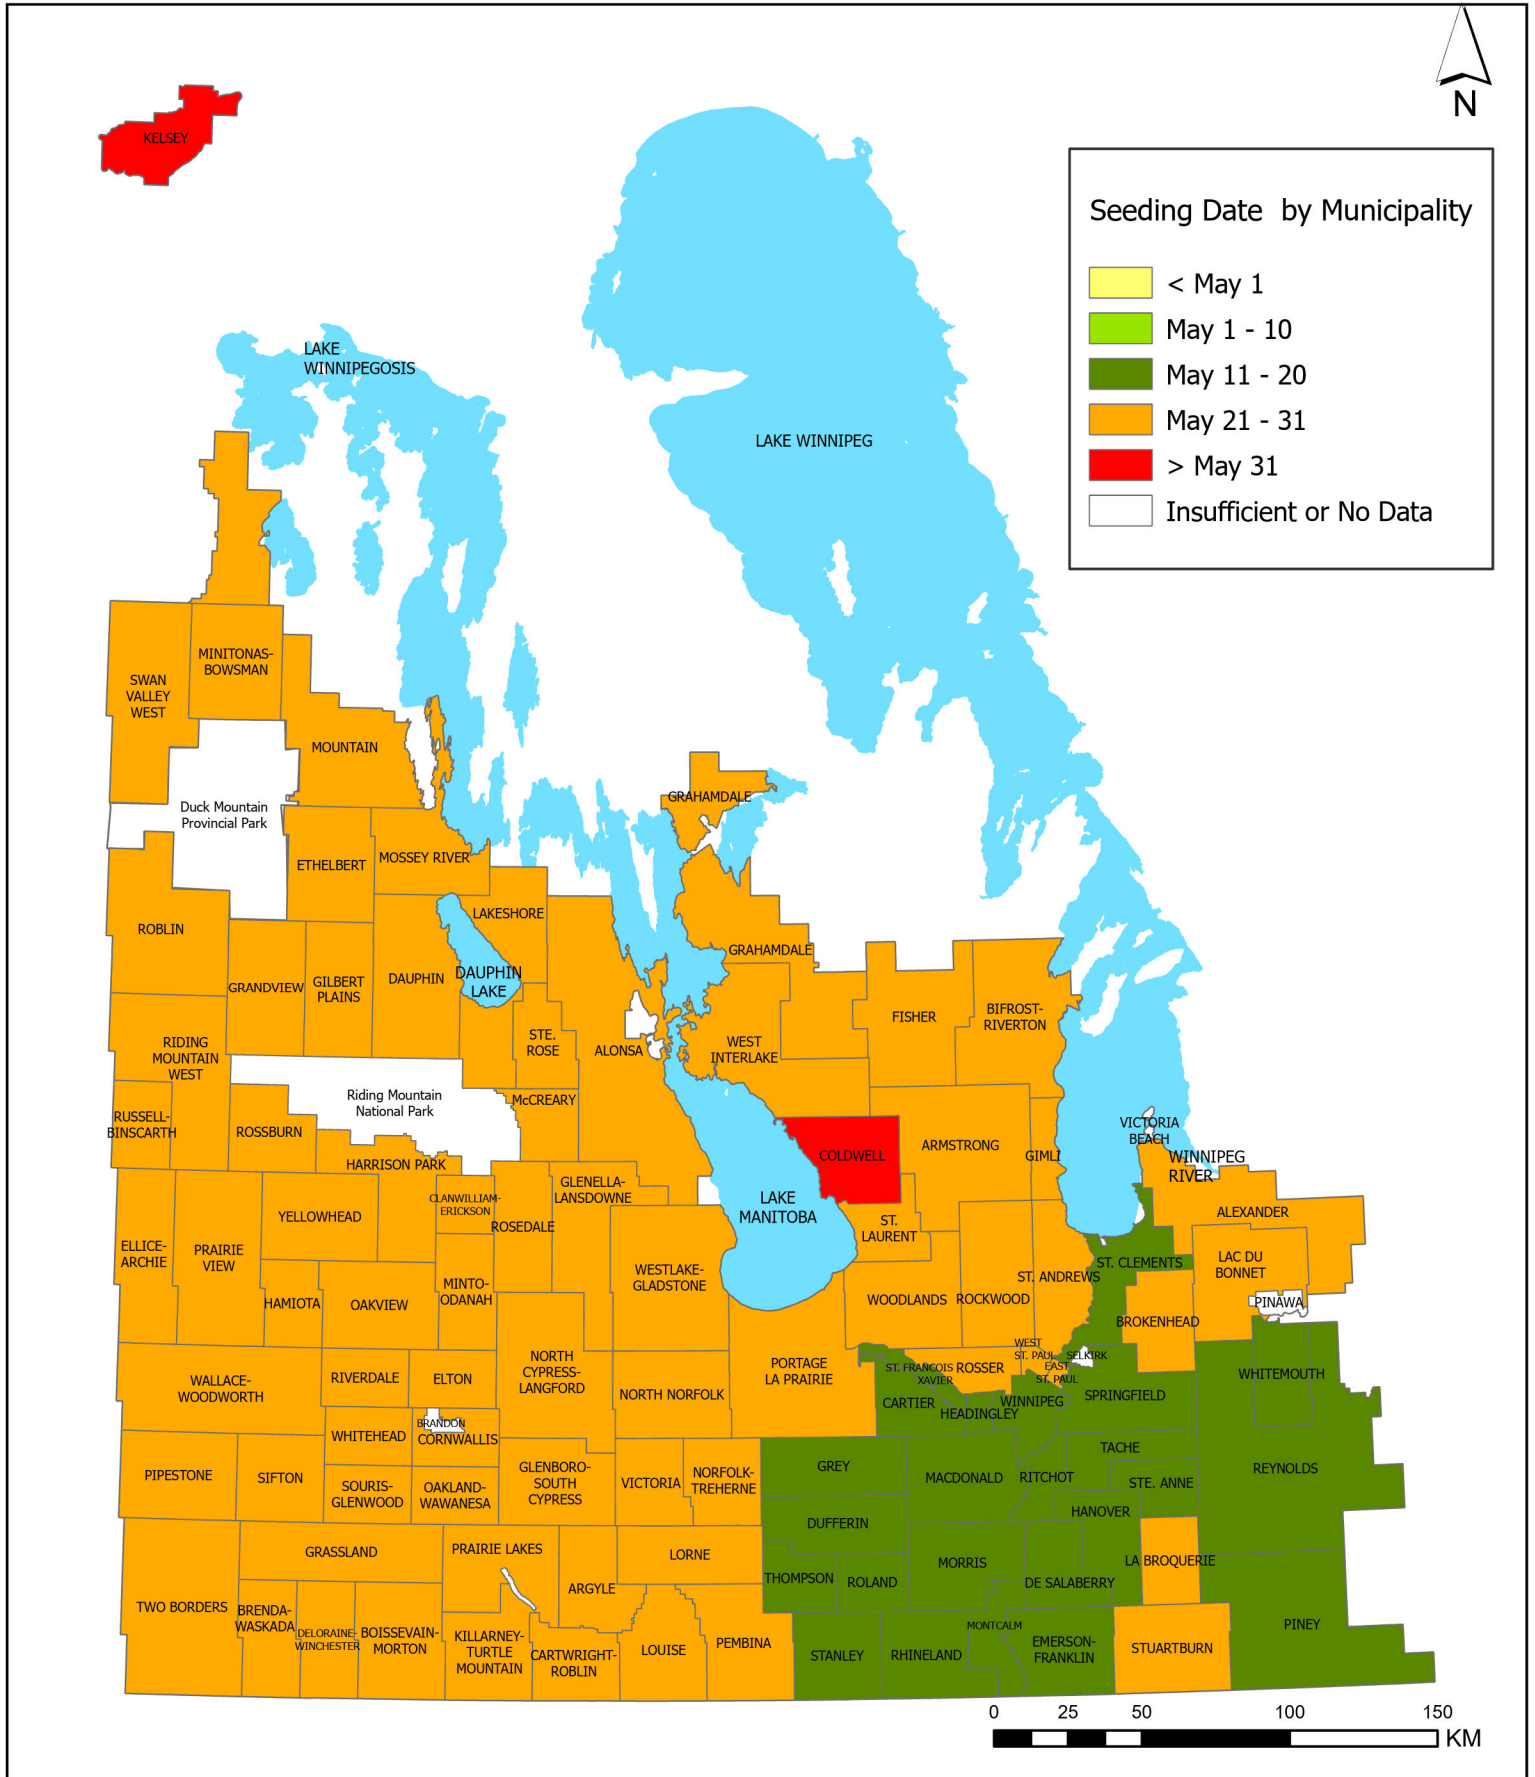 N
KELSEY
Seeding Date by Municipality
< May 1
May 1 - 10
May 11 - 20
May 21 - 31
> May 31
Insufficient or No Data
LAKE
WINNIPEGOSIS
LAKE WINNIPEG
MINITONAS-
BOWSMAN
SWAN
VALLEY
WEST
MOUNTAIN
Duck Mountain
Provincial Park
GRAHAMDALE
ETHELBERT
MOSSEY RIVER
LAKESHORE
ROBLIN
GRAHAMDALE
DAUPHIN
DAUPHIN
LAKE
GRANDVIEW
GILBERT
PLAINS
FISHER
BIFROST-
RIVERTON
STE.
ROSE
ALONSA
WEST
INTERLAKE
RIDING
MOUNTAIN
WEST
Riding Mountain
National Park
McCREARY
RUSSELL-
BINSCARTH
ROSSBURN
HARRISON PARK
VICTORIA
BEACH
COLDWELL
ARMSTRONG
GIMLI
WINNIPEG
RIVER
GLENELLA-
LANSDOWNE
CLANWILLIAM-
ERICKSON
ROSEDALE
LAKE
MANITOBA
YELLOWHEAD
ST.
LAURENT
ALEXANDER
ELLICE-
ARCHIE
PRAIRIE
VIEW
WESTLAKE-
GLADSTONE
ST. CLEMENTS
LAC DU
BONNET
ST. ANDREWS
MINTO-
ODANAH
HAMIOTA
OAKVIEW
WOODLANDS
ROCKWOOD
PINAWA
BROKENHEAD
WEST
ST. PAUL
SELKIRK
NORTH
CYPRESS-
LANGFORD
PORTAGE
LA PRAIRIE
ST. FRANCOIS
XAVIER
ROSSER
EAST
ST. PAUL
WHITEMOUTH
WALLACE-
WOODWORTH
RIVERDALE
ELTON
NORTH NORFOLK
CARTIER
HEADINGLEY
WINNIPEG
SPRINGFIELD
BRANDON
CORNWALLIS
WHITEHEAD
TACHE
PIPESTONE
SIFTON
GLENBORO-
SOUTH
CYPRESS
VICTORIA
NORFOLK-
TREHERNE
GREY
MACDONALD
RITCHOT
STE. ANNE
REYNOLDS
SOURIS-
GLENWOOD
OAKLAND-
WAWANESA
HANOVER
DUFFERIN
GRASSLAND
PRAIRIE LAKES
LORNE
MORRIS
LA BROQUERIE
ARGYLE
THOMPSON
ROLAND
DE SALABERRY
TWO BORDERS
BRENDA-
WASKADA
DELORAINE-
WINCHESTER
BOISSEVAIN-
MORTON
KILLARNEY-
TURTLE
MOUNTAIN
CARTWRIGHT-
ROBLIN
LOUISE
PEMBINA
STANLEY
RHINELAND
MONTCALM
EMERSON-
FRANKLIN
STUARTBURN
PINEY
0 25 50 100 150
KM